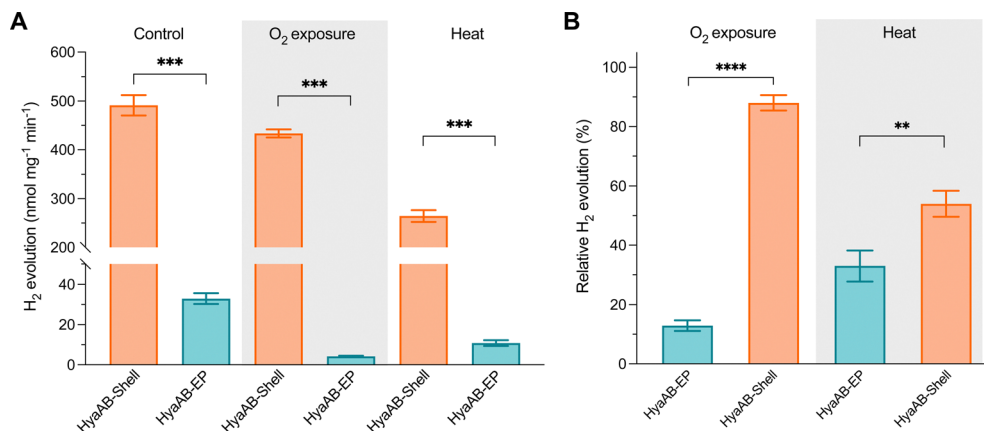 A
Control
O₂ exposure
Heat
H₂ evolution (nmol mg⁻¹ min⁻¹)
600
500
400
300
200
40
20
0
***
***
***
HyaAB-Shell
HyaAB-EP
HyaAB-Shell
HyaAB-EP
HyaAB-Shell
HyaAB-EP
B
O₂ exposure
Heat
Relative H₂ evolution (%)
100
80
60
40
20
0
****
**
HyaAB-EP
HyaAB-Shell
HyaAB-EP
HyaAB-Shell